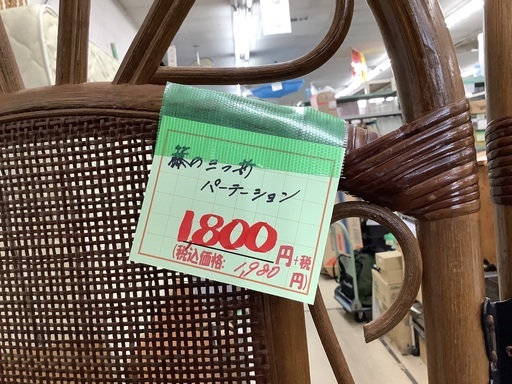 籐の三つ折
パーテーション
1,800円+税
(税込価格: 1,980円)